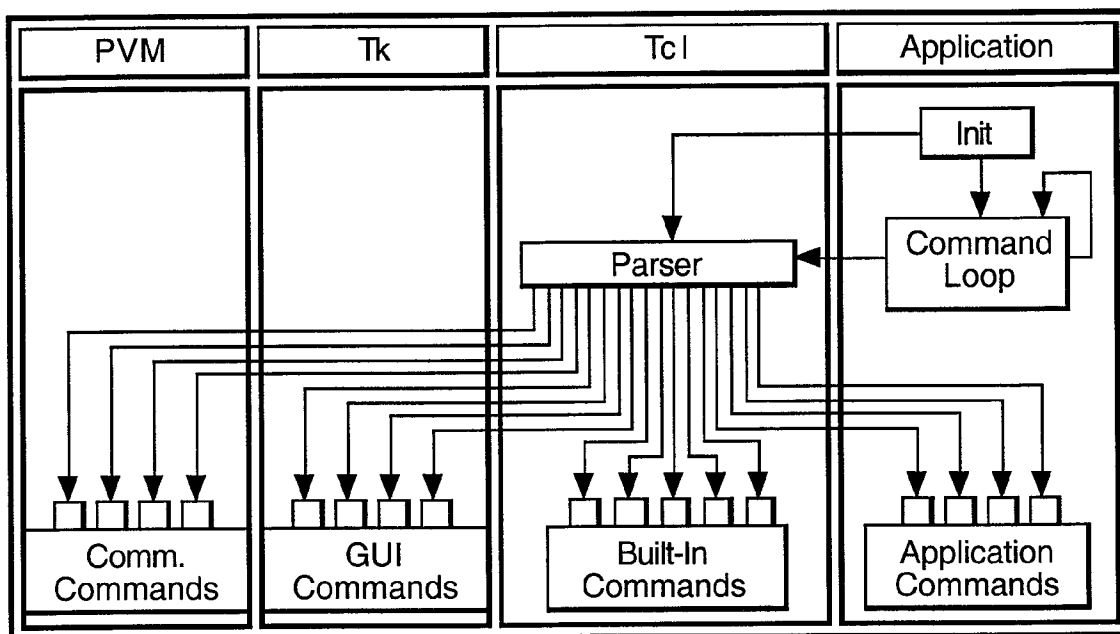 PVM
Tk
Tcl
Application
Init
Command
Loop
Parser
Comm.
Commands
GUI
Commands
Built-In
Commands
Application
Commands